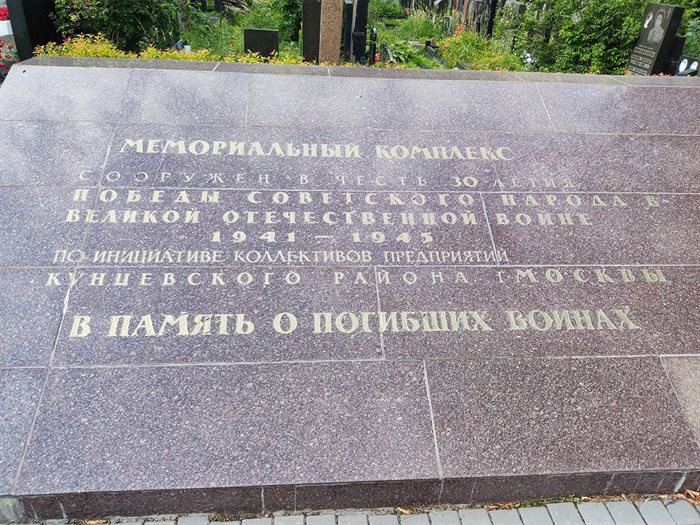 МЕМОРИАЛЬНЫЙ КОМПЛЕКС
СООРУЖЕН В ЧЕСТЬ 30 ЛЕТИЯ
ПОБЕДЫ СОВЕТСКОГО НАРОДА В
ВЕЛИКОЙ ОТЕЧЕСТВЕННОЙ ВОЙНЕ
1941 — 1945
ПО ИНИЦИАТИВЕ КОЛЛЕКТИВОВ ПРЕДПРИЯТИЙ
КУНЦЕВСКОГО РАЙОНА Г. МОСКВЫ
В ПАМЯТЬ О ПОГИБШИХ ВОИНАХ